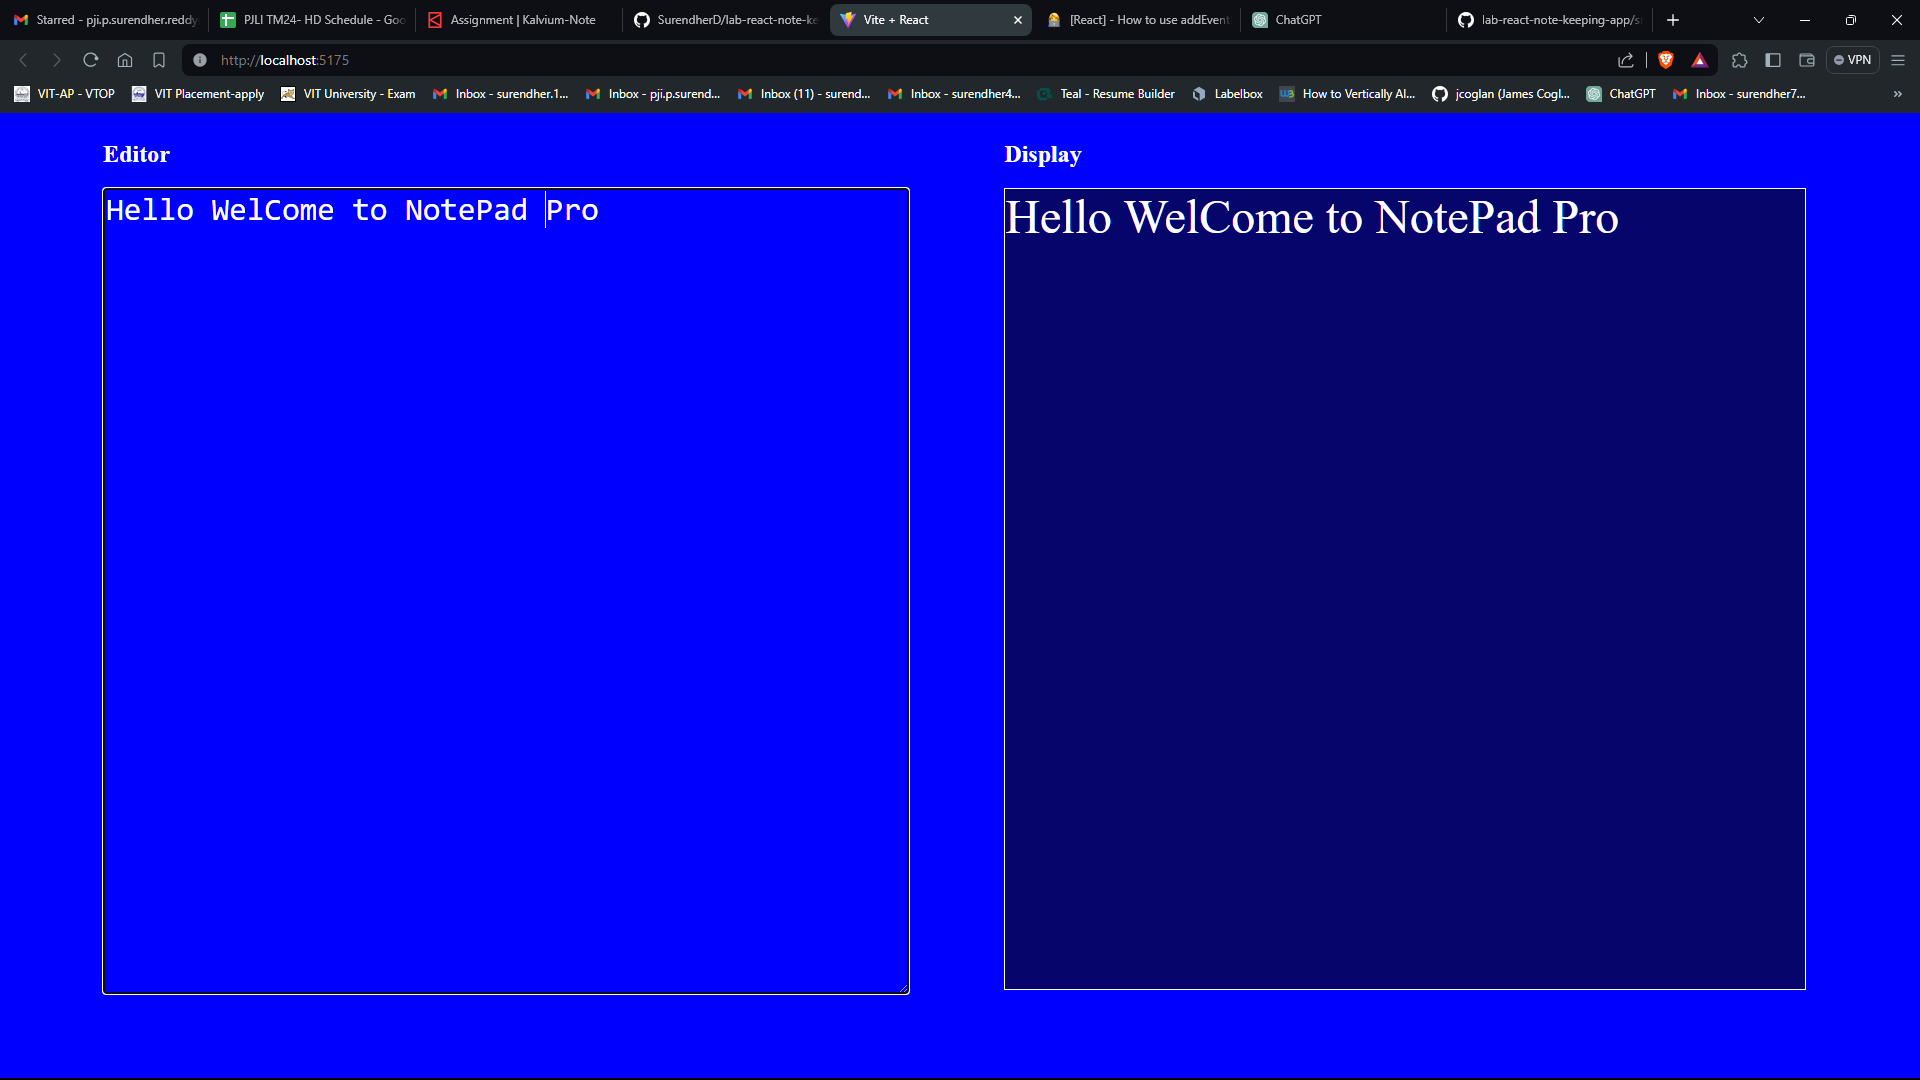 Starred - pji.p.surendher.reddy
PJLI TM24- HD Schedule - Goo
Assignment | Kalvium-Note
SurendherD/lab-react-note-ke
Vite + React
[React] - How to use addEvent
ChatGPT
lab-react-note-keeping-app/s
http://localhost:5175
VPN
VIT-AP - VTOP
VIT Placement-apply
VIT University - Exam
Inbox - surendher.1...
Inbox - pji.p.surend...
Inbox (11) - surend...
Inbox - surendher4...
Teal - Resume Builder
Labelbox
How to Vertically Al...
jcoglan (James Cogl...
ChatGPT
Inbox - surendher7...
Editor
Hello WelCome to NotePad Pro
Display
Hello WelCome to NotePad Pro